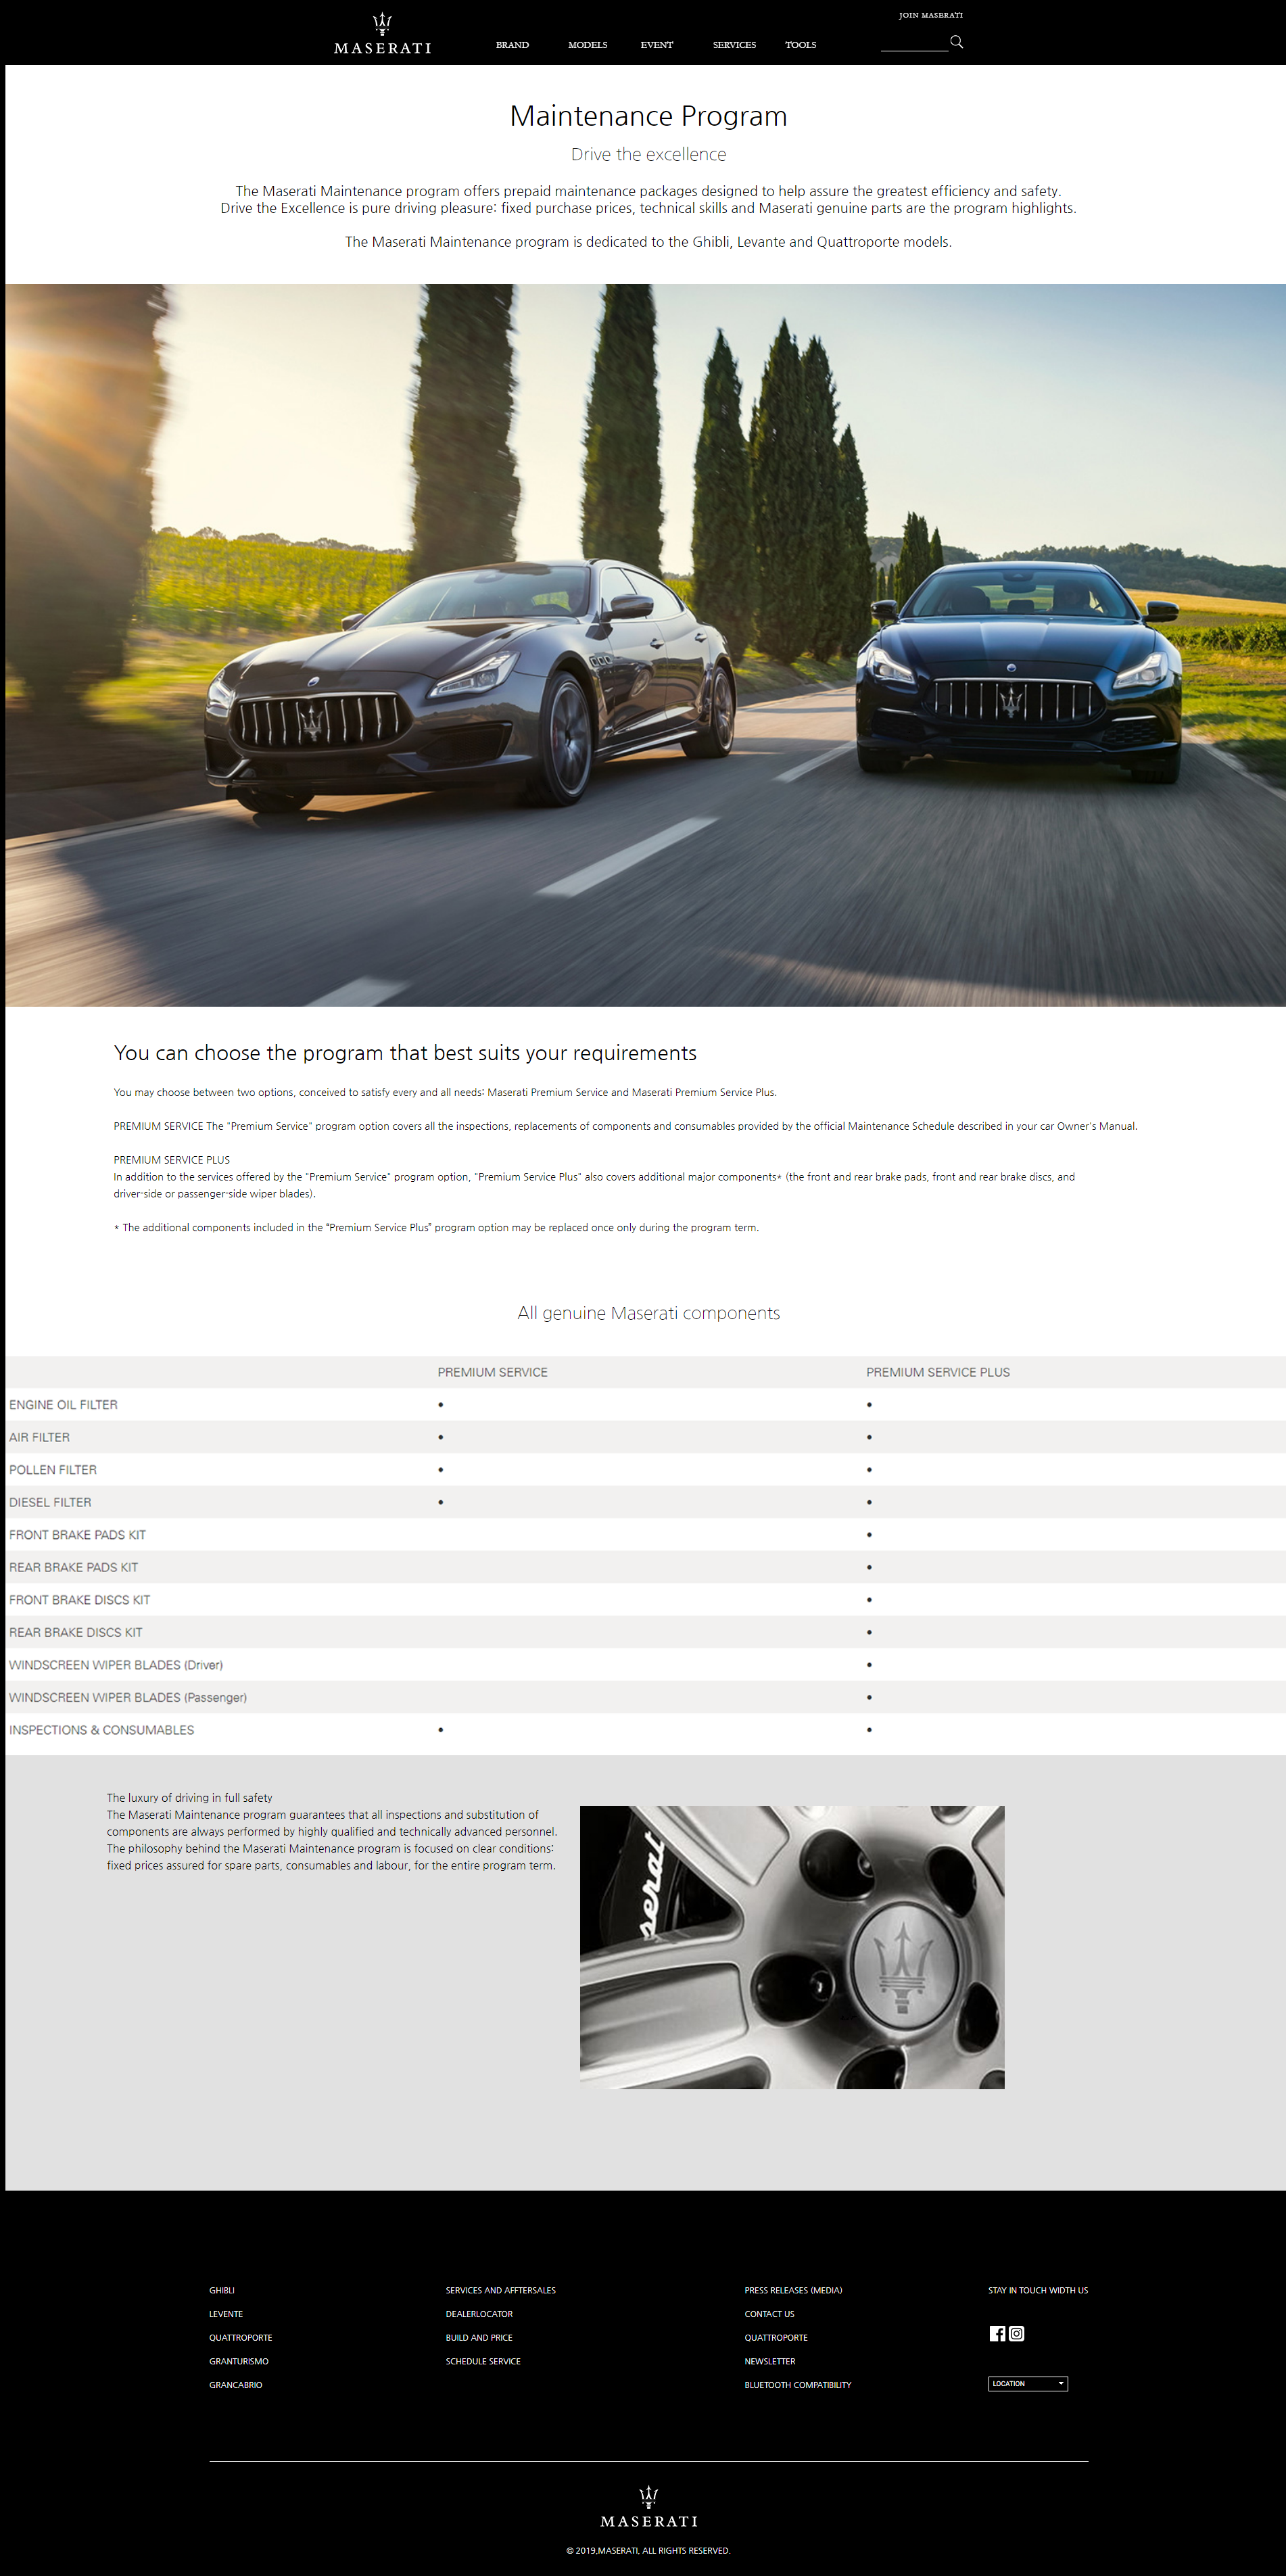 JOIN MASERATI
MASERATI
BRAND MODELS EVENT SERVICES TOOLS
Maintenance Program
Drive the excellence
The Maserati Maintenance program offers prepaid maintenance packages designed to help assure the greatest efficiency and safety.
Drive the Excellence is pure driving pleasure: fixed purchase prices, technical skills and Maserati genuine parts are the program highlights.
The Maserati Maintenance program is dedicated to the Ghibli, Levante and Quattroporte models.
You can choose the program that best suits your requirements
You may choose between two options, conceived to satisfy every and all needs: Maserati Premium Service and Maserati Premium Service Plus.
PREMIUM SERVICE The "Premium Service" program option covers all the inspections, replacements of components and consumables provided by the official Maintenance Schedule described in your car Owner's Manual.
PREMIUM SERVICE PLUS
In addition to the services offered by the "Premium Service" program option, "Premium Service Plus" also covers additional major components* (the front and rear brake pads, front and rear brake discs, and
driver-side or passenger-side wiper blades).
* The additional components included in the “Premium Service Plus” program option may be replaced once only during the program term.
All genuine Maserati components
PREMIUM SERVICE PREMIUM SERVICE PLUS
ENGINE OIL FILTER • •
AIR FILTER • •
POLLEN FILTER • •
DIESEL FILTER • •
FRONT BRAKE PADS KIT •
REAR BRAKE PADS KIT •
FRONT BRAKE DISCS KIT •
REAR BRAKE DISCS KIT •
WINDSCREEN WIPER BLADES (Driver) •
WINDSCREEN WIPER BLADES (Passenger) •
INSPECTIONS & CONSUMABLES • •
The luxury of driving in full safety
The Maserati Maintenance program guarantees that all inspections and substitution of
components are always performed by highly qualified and technically advanced personnel.
The philosophy behind the Maserati Maintenance program is focused on clear conditions:
fixed prices assured for spare parts, consumables and labour, for the entire program term.
serati
GHIBLI SERVICES AND AFFTERSALES PRESS RELEASES (MEDIA) STAY IN TOUCH WIDTH US
LEVENTE DEALERLOCATOR CONTACT US
QUATTROPORTE BUILD AND PRICE QUATTROPORTE
GRANTURISMO SCHEDULE SERVICE NEWSLETTER
GRANCABRIO BLUETOOTH COMPATIBILITY LOCATION
MASERATI
© 2019,MASERATI, ALL RIGHTS RESERVED.